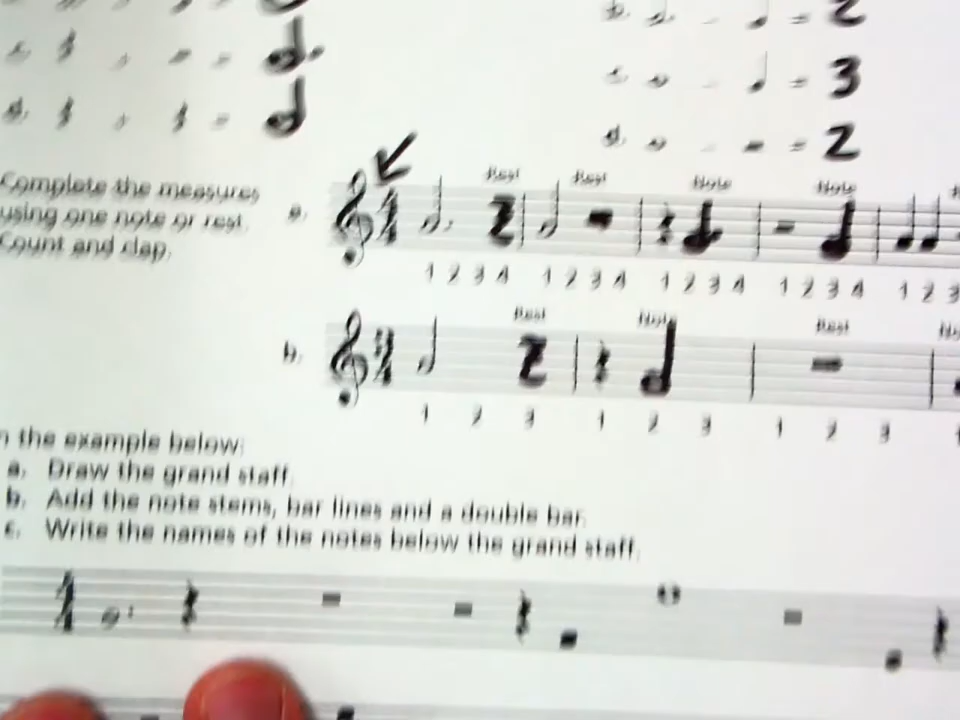 b. = 2
c. = c. = 3
d. = d. = 2
Complete the measures
using one note or rest.
Count and clap.
a. Rest Rest Note Note
1 2 3 4 1 2 3 4 1 2 3 4 1 2 3 4 1 2 3
b. Rest Note Rest
1 2 3 1 2 3 1 2 3 1
the example below:
a. Draw the grand staff.
b. Add the note stems, bar lines and a double bar.
c. Write the names of the notes below the grand staff.